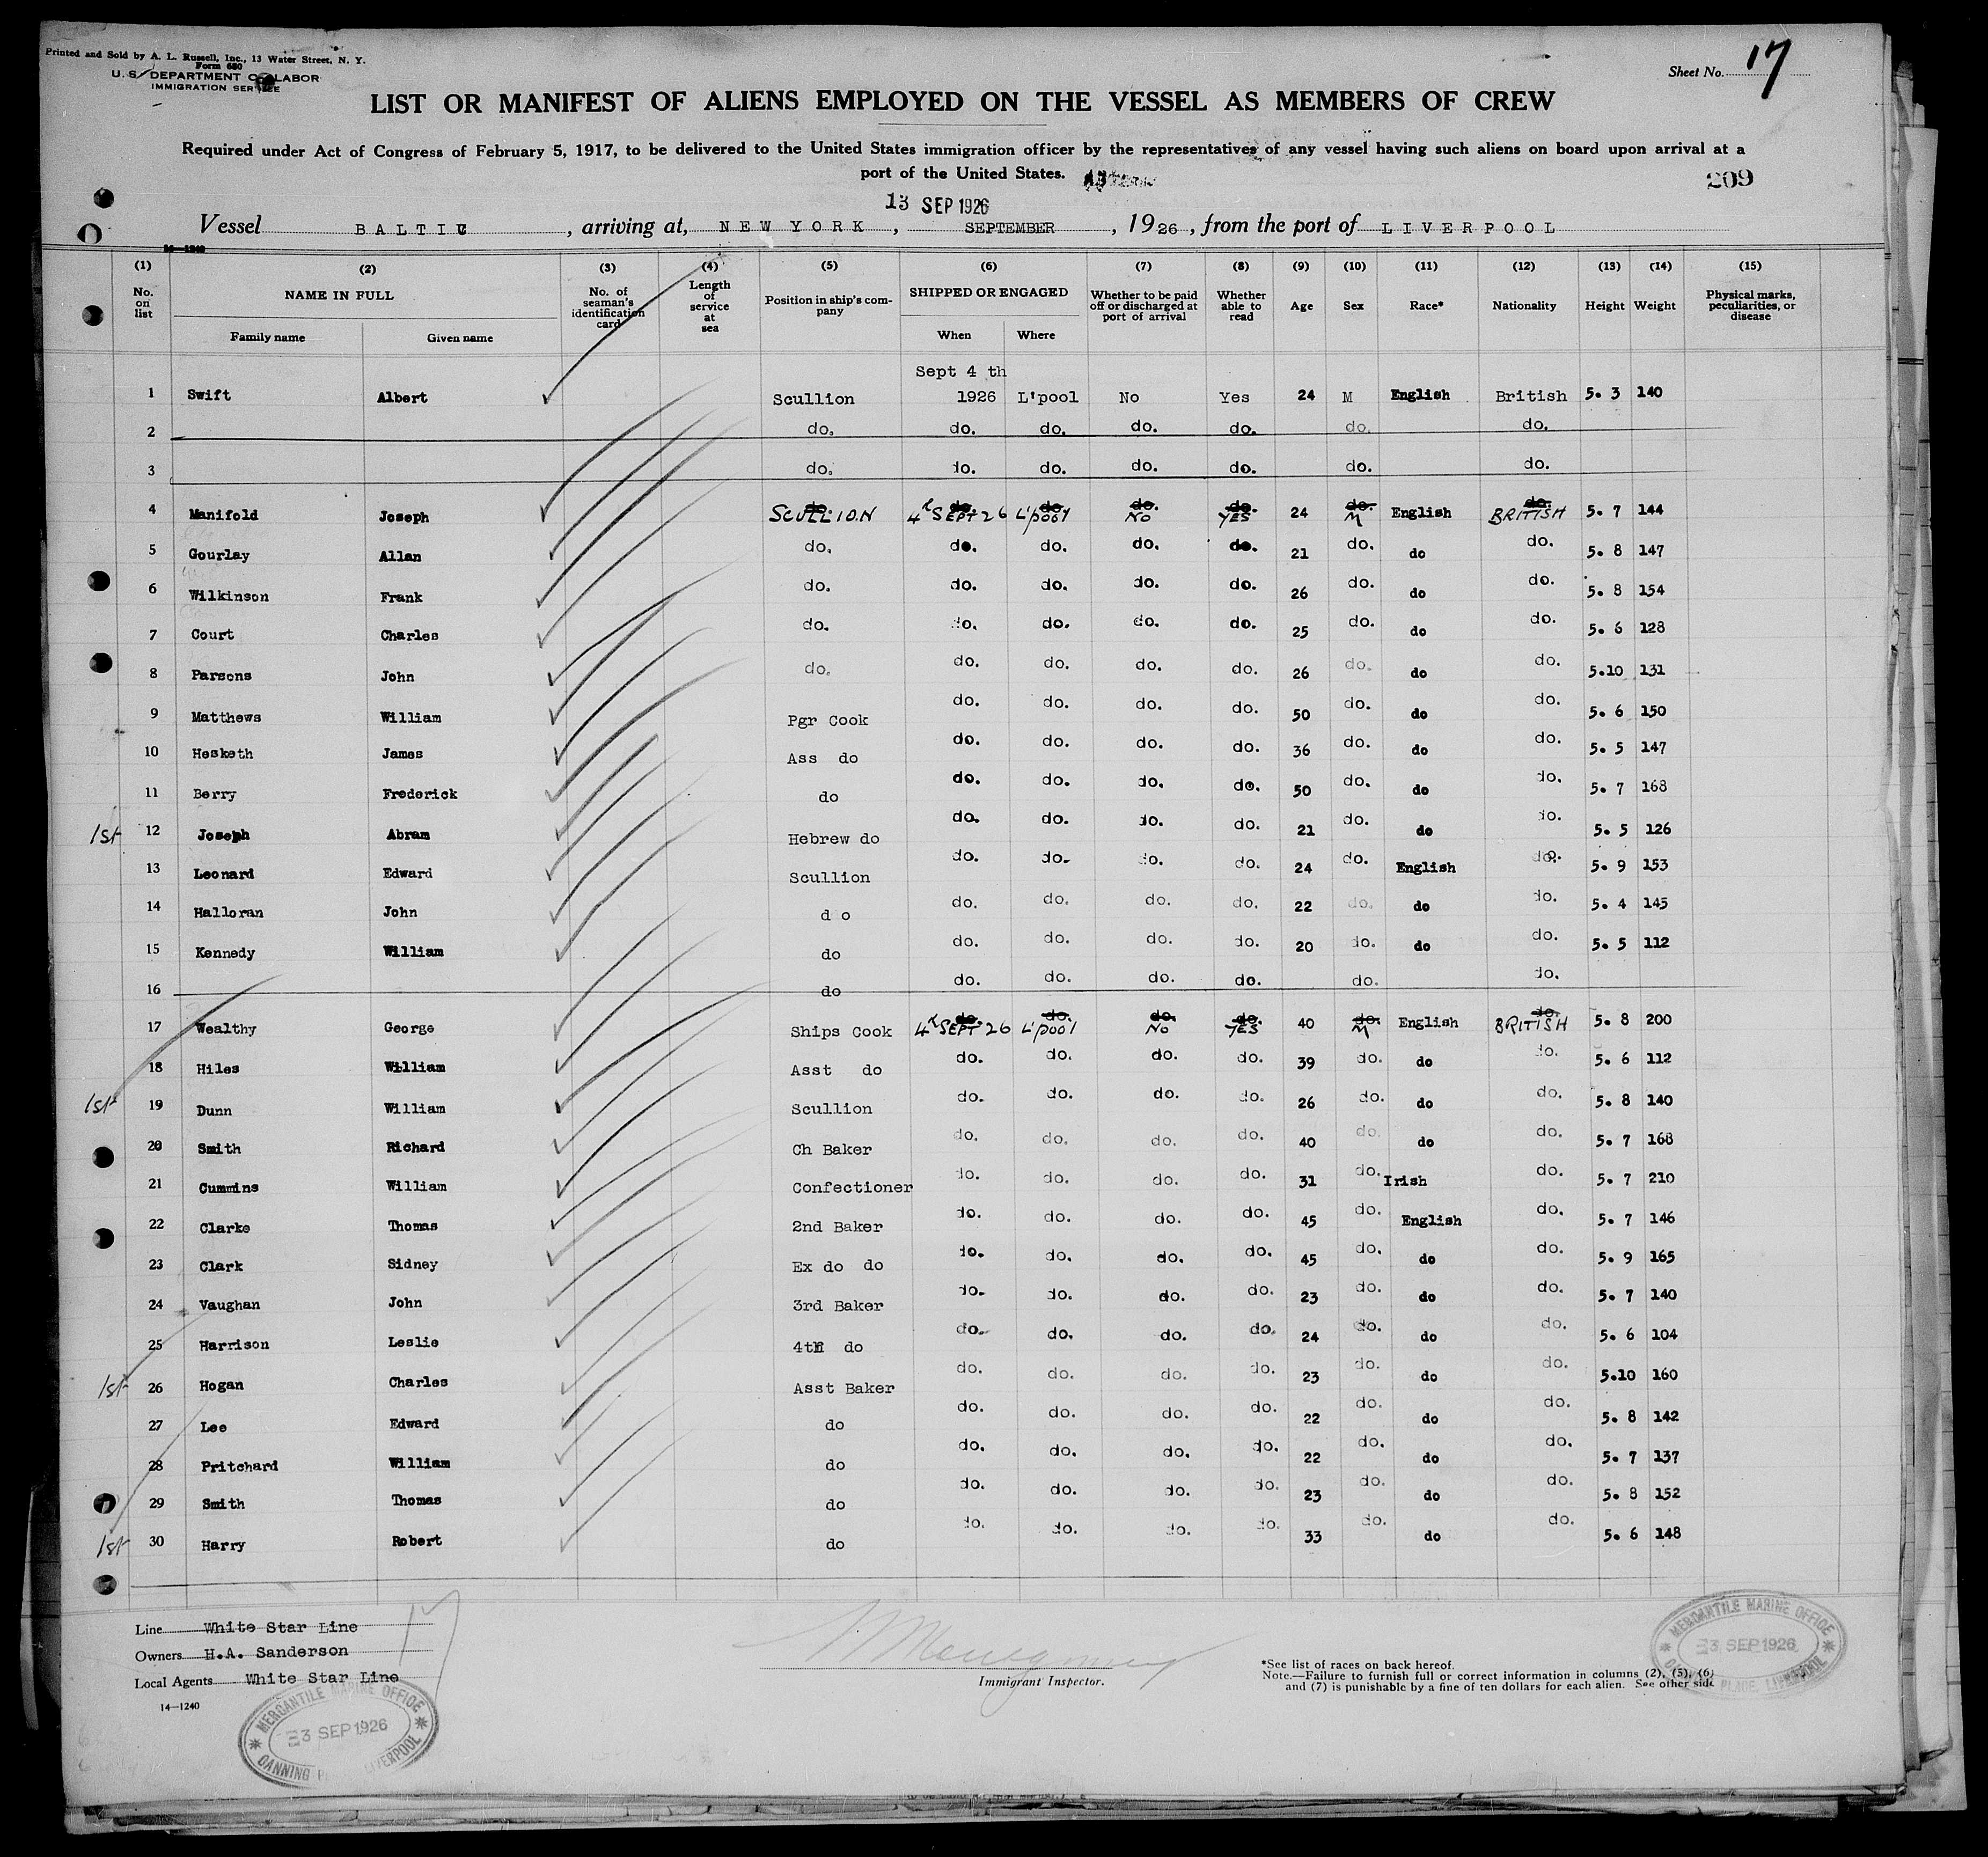 Printed and Sold by A. L. Russell, Inc., 13 Water Street, N. Y.
Form 680
U. S. DEPARTMENT OF LABOR
IMMIGRATION SERVICE
Sheet No. 17
LIST OR MANIFEST OF ALIENS EMPLOYED ON THE VESSEL AS MEMBERS OF CREW
Required under Act of Congress of February 5, 1917, to be delivered to the United States immigration officer by the representatives of any vessel having such aliens on board upon arrival at a
port of the United States.
209
13 SEP 1926
Vessel BALTIC, arriving at, NEW YORK, SEPTEMBER, 1926, from the port of LIVERPOOL
14-1240
(1) (2) (3) (4) (5) (6) (7) (8) (9) (10) (11) (12) (13) (14) (15)
No. on list NAME IN FULL Family name Given name No. of seaman's identification card Length of service at sea Position in ship's company SHIPPED OR ENGAGED When Where Whether to be paid off or discharged at port of arrival Whether able to read Age Sex Race* Nationality Height Weight Physical marks, peculiarities, or disease
Sept 4 th
1 Swift Albert Scullion 1926 L'pool No Yes 24 M English British 5. 3 140
2 do. do. do. do. do. do. do.
3 do. do. do. do. do. do. do.
4 Manifold Joseph do. SCULLION do. 4th SEPT 26 do. L'pool do. No do. YES 24 do. M English do. BRITISH 5. 7 144
5 Gourlay Allan do. do. do. do. do. 21 do. do do. 5. 8 147
6 Wilkinson Frank do. do. do. do. do. 26 do. do do. 5. 8 154
7 Court Charles do. do. do. do. do. 25 do. do do. 5. 6 128
8 Parsons John do. do. do. do. do. 26 do. do do. 5.10 131
9 Matthews William Pgr Cook do. do. do. do. 50 do. do do. 5. 6 150
10 Hesketh James Ass do do. do. do. do. 36 do. do do. 5. 5 147
11 Berry Frederick do do. do. do. do. 50 do. do do. 5. 7 168
1st 12 Joseph Abram Hebrew do do. do. do. do. 21 do. do do. 5. 5 126
13 Leonard Edward Scullion do. do. do. do. 24 do. English do. 5. 9 153
14 Halloran John d o do. do. do. do. 22 do. do do. 5. 4 145
15 Kennedy William do do. do. do. do. 20 do. do do. 5. 5 112
16 do do. do. do. do. do. do.
17 Wealthy George Ships Cook do. 4th SEPT 26 do. L'pool do. No do. YES 40 do. M English do. BRITISH 5. 8 200
18 Hiles William Asst do do. do. do. do. 39 do. do do. 5. 6 112
1st 19 Dunn William Scullion do. do. do. do. 26 do. do do. 5. 8 140
20 Smith Richard Ch Baker do. do. do. do. 40 do. do do. 5. 7 168
21 Cummins William Confectioner do. do. do. do. 31 do. Irish do. 5. 7 210
22 Clarke Thomas 2nd Baker do. do. do. do. 45 do. English do. 5. 7 146
23 Clark Sidney Ex do do do. do. do. do. 45 do. do do. 5. 9 165
24 Vaughan John 3rd Baker do. do. do. do. 23 do. do do. 5. 7 140
25 Harrison Leslie 4th do do. do. do. do. 24 do. do do. 5. 6 104
1st 26 Hogan Charles Asst Baker do. do. do. do. 23 do. do do. 5.10 160
27 Lee Edward do do. do. do. do. 22 do. do do. 5. 8 142
28 Pritchard William do do. do. do. do. 22 do. do do. 5. 7 137
29 Smith Thomas do do. do. do. do. 23 do. do do. 5. 8 152
1st 30 Harry Robert do do. do. do. do. 33 do. do do. 5. 6 148
Line White Star Line
Owners H.A. Sanderson
Local Agents White Star Line
17
14—1240
Immigrant Inspector.
*See list of races on back hereof.
Note.—Failure to furnish full or correct information in columns (2), (5), (6)
and (7) is punishable by a fine of ten dollars for each alien. See other side
MERCANTILE MARINE OFFICE
3 SEP 1926
CANNING PLACE, LIVERPOOL
MERCANTILE MARINE OFFICE
3 SEP 1926
CANNING PLACE, LIVERPOOL